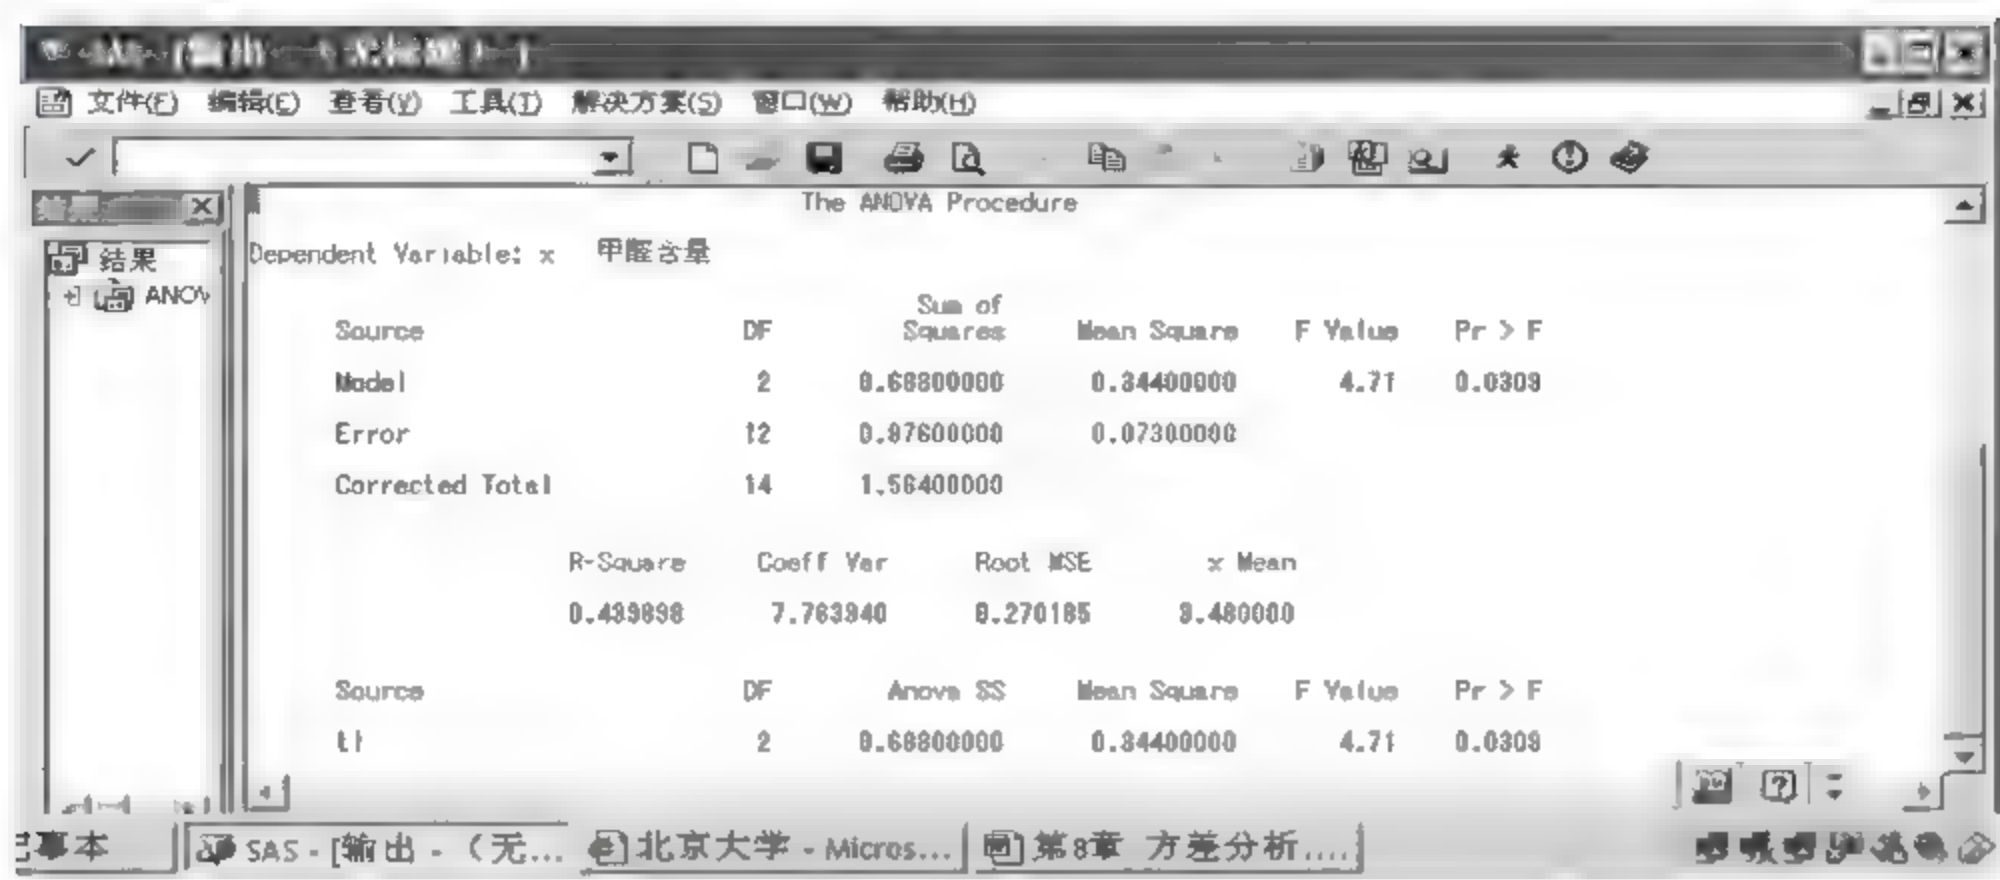 文件(F) 编辑(E) 查看(V) 工具(T) 解决方案(S) 窗口(W) 帮助(H)
The ANOVA Procedure
结果
ANOV
Dependent Variable: x 甲醛含量
Sum of
Source DF Squares Mean Square F Value Pr > F
Model 2 0.68800000 0.34400000 4.71 0.0309
Error 12 0.87600000 0.07300000
Corrected Total 14 1.56400000
R-Square Coeff Var Root MSE x Mean
0.439898 7.763940 0.270185 3.480000
Source DF Anova SS Mean Square F Value Pr > F
2 0.68800000 0.34400000 4.71 0.0309
事本 SAS - [输出 - (无... 北京大学 - Micros... 第8章 方差分析....